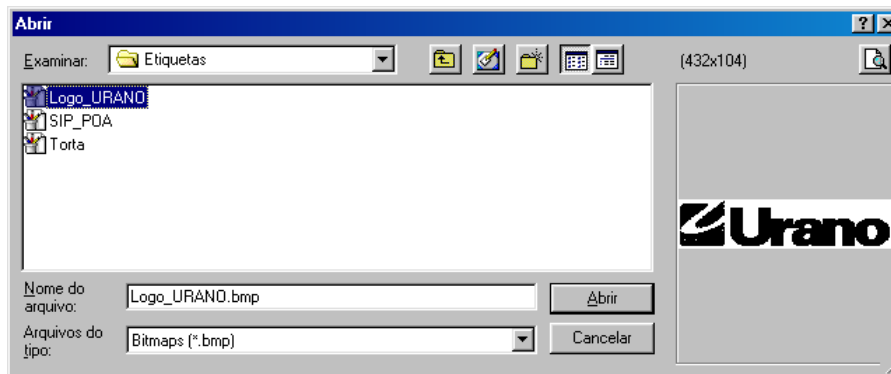 Abrir
Examinar:
Etiquetas
(432x104)
Logo_URANO
SIP_POA
Torta
Urano
Nome do
arquivo:
Logo_URANO.bmp
Abrir
Arquivos do
tipo:
Bitmaps (*.bmp)
Cancelar